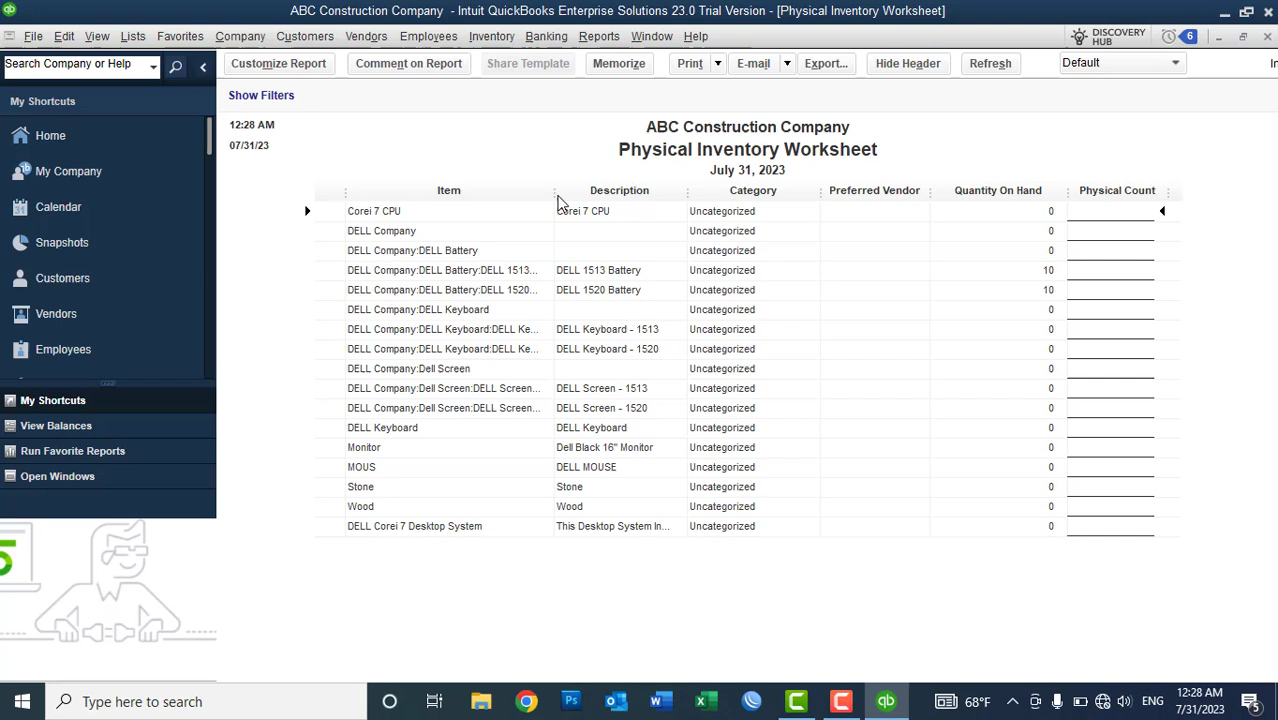 ABC Construction Company - Intuit QuickBooks Enterprise Solutions 23.0 Trial Version - [Physical Inventory Worksheet]
File Edit View Lists Favorites Company Customers Vendors Employees Inventory Banking Reports Window Help
DISCOVERY HUB 6
Search Company or Help
Customize Report Comment on Report Share Template Memorize Print E-mail Export... Hide Header Refresh Default
My Shortcuts
Show Filters
Home
My Company
Calendar
Snapshots
Customers
Vendors
Employees
My Shortcuts
View Balances
Run Favorite Reports
Open Windows
12:28 AM
07/31/23
ABC Construction Company
Physical Inventory Worksheet
July 31, 2023
Item Description Category Preferred Vendor Quantity On Hand Physical Count
Corei 7 CPU Corei 7 CPU Uncategorized 0
DELL Company Uncategorized 0
DELL Company:DELL Battery Uncategorized 0
DELL Company:DELL Battery:DELL 1513... DELL 1513 Battery Uncategorized 10
DELL Company:DELL Battery:DELL 1520... DELL 1520 Battery Uncategorized 10
DELL Company:DELL Keyboard Uncategorized 0
DELL Company:DELL Keyboard:DELL Ke... DELL Keyboard - 1513 Uncategorized 0
DELL Company:DELL Keyboard:DELL Ke... DELL Keyboard - 1520 Uncategorized 0
DELL Company:Dell Screen Uncategorized 0
DELL Company:Dell Screen:DELL Screen... DELL Screen - 1513 Uncategorized 0
DELL Company:Dell Screen:DELL Screen... DELL Screen - 1520 Uncategorized 0
DELL Keyboard DELL Keyboard Uncategorized 0
Monitor Dell Black 16" Monitor Uncategorized 0
MOUS DELL MOUSE Uncategorized 0
Stone Stone Uncategorized 0
Wood Wood Uncategorized 0
DELL Corei 7 Desktop System This Desktop System In... Uncategorized 0
Type here to search
68°F
ENG
12:28 AM
7/31/2023
5